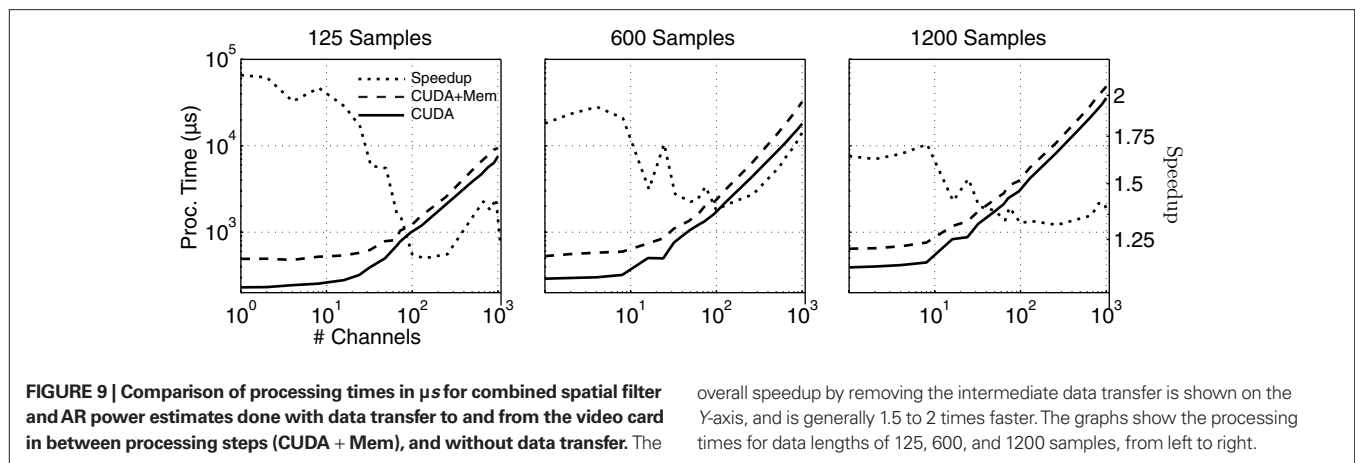 125 Samples
600 Samples
1200 Samples
10^5
10^4
10^3
Proc. Time (µs)
Speedup
CUDA+Mem
CUDA
2
1.75
1.5
1.25
Speedup
10^0 10^1 10^2 10^3
10^1 10^2 10^3
10^1 10^2 10^3
# Channels
FIGURE 9 | Comparison of processing times in µs for combined spatial filter
and AR power estimates done with data transfer to and from the video card
in between processing steps (CUDA + Mem), and without data transfer. The
overall speedup by removing the intermediate data transfer is shown on the
Y-axis, and is generally 1.5 to 2 times faster. The graphs show the processing
times for data lengths of 125, 600, and 1200 samples, from left to right.